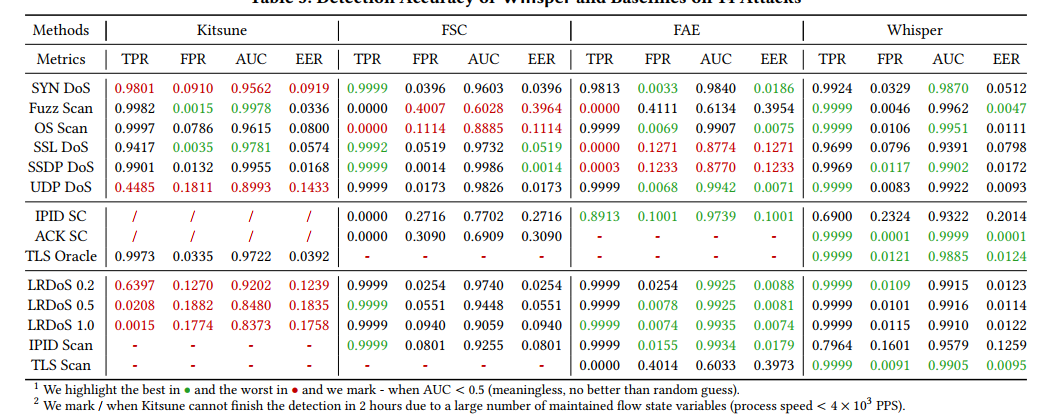 Table 3: Detection Accuracy of Whisper and Baselines on 14 Attacks
Methods Kitsune FSC FAE Whisper
Metrics TPR FPR AUC EER TPR FPR AUC EER TPR FPR AUC EER TPR FPR AUC EER
SYN DoS 0.9801 0.0910 0.9562 0.0919 0.9999 0.0396 0.9603 0.0396 0.9813 0.0033 0.9840 0.0186 0.9924 0.0329 0.9870 0.0512
Fuzz Scan 0.9982 0.0015 0.9978 0.0336 0.0000 0.4007 0.6028 0.3964 0.0000 0.4111 0.6134 0.3954 0.9999 0.0046 0.9962 0.0047
OS Scan 0.9997 0.0786 0.9615 0.0800 0.0000 0.1114 0.8885 0.1114 0.9999 0.0069 0.9907 0.0075 0.9999 0.0106 0.9951 0.0111
SSL DoS 0.9417 0.0035 0.9781 0.0574 0.9992 0.0519 0.9732 0.0519 0.0000 0.1271 0.8774 0.1271 0.9699 0.0796 0.9391 0.0798
SSDP DoS 0.9901 0.0132 0.9955 0.0168 0.9999 0.0014 0.9986 0.0014 0.0003 0.1233 0.8770 0.1233 0.9969 0.0117 0.9902 0.0172
UDP DoS 0.4485 0.1811 0.8993 0.1433 0.9999 0.0173 0.9826 0.0173 0.9999 0.0068 0.9942 0.0071 0.9999 0.0083 0.9922 0.0093
IPID SC / / / / 0.0000 0.2716 0.7702 0.2716 0.8913 0.1001 0.9739 0.1001 0.6900 0.2324 0.9322 0.2014
ACK SC / / / / 0.0000 0.3090 0.6909 0.3090 - - - - 0.9999 0.0001 0.9999 0.0001
TLS Oracle 0.9973 0.0335 0.9722 0.0392 - - - - - - - - 0.9999 0.0121 0.9885 0.0124
LRDoS 0.2 0.6397 0.1270 0.9202 0.1239 0.9999 0.0254 0.9740 0.0254 0.9999 0.0254 0.9925 0.0088 0.9999 0.0109 0.9915 0.0123
LRDoS 0.5 0.0208 0.1882 0.8480 0.1835 0.9999 0.0551 0.9448 0.0551 0.9999 0.0078 0.9925 0.0081 0.9999 0.0101 0.9916 0.0114
LRDoS 1.0 0.0015 0.1774 0.8373 0.1758 0.9999 0.0940 0.9059 0.0940 0.9999 0.0074 0.9935 0.0074 0.9999 0.0115 0.9910 0.0122
IPID Scan - - - - 0.9999 0.0801 0.9255 0.0801 0.9999 0.0155 0.9934 0.0179 0.7964 0.1601 0.9579 0.1259
TLS Scan - - - - - - - - 0.0000 0.4014 0.6033 0.3973 0.9999 0.0091 0.9905 0.0095
1 We highlight the best in ● and the worst in ● and we mark - when AUC < 0.5 (meaningless, no better than random guess).
2 We mark / when Kitsune cannot finish the detection in 2 hours due to a large number of maintained flow state variables (process speed < 4 × 10³ PPS).